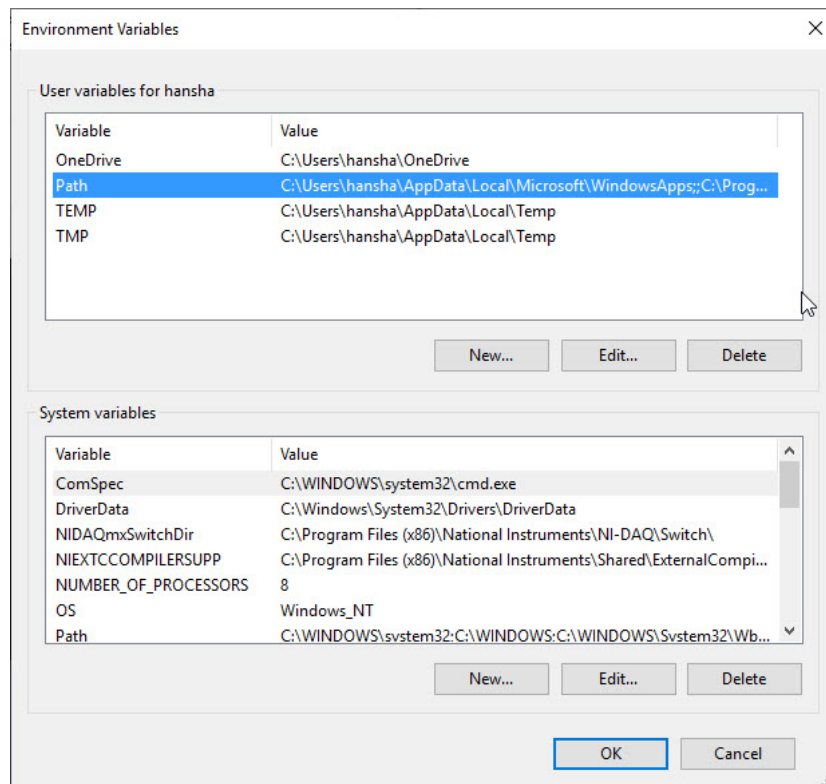 Environment Variables
User variables for hansha
Variable Value
OneDrive C:\Users\hansha\OneDrive
Path C:\Users\hansha\AppData\Local\Microsoft\WindowsApps;;C:\Prog...
TEMP C:\Users\hansha\AppData\Local\Temp
TMP C:\Users\hansha\AppData\Local\Temp
New... Edit... Delete
System variables
Variable Value
ComSpec C:\WINDOWS\system32\cmd.exe
DriverData C:\Windows\System32\Drivers\DriverData
NIDAQmxSwitchDir C:\Program Files (x86)\National Instruments\NI-DAQ\Switch\
NIEXTCCOMPILERSUPP C:\Program Files (x86)\National Instruments\Shared\ExternalCompi...
NUMBER_OF_PROCESSORS 8
OS Windows_NT
Path C:\WINDOWS\system32;C:\WINDOWS;C:\WINDOWS\System32\Wb...
New... Edit... Delete
OK Cancel